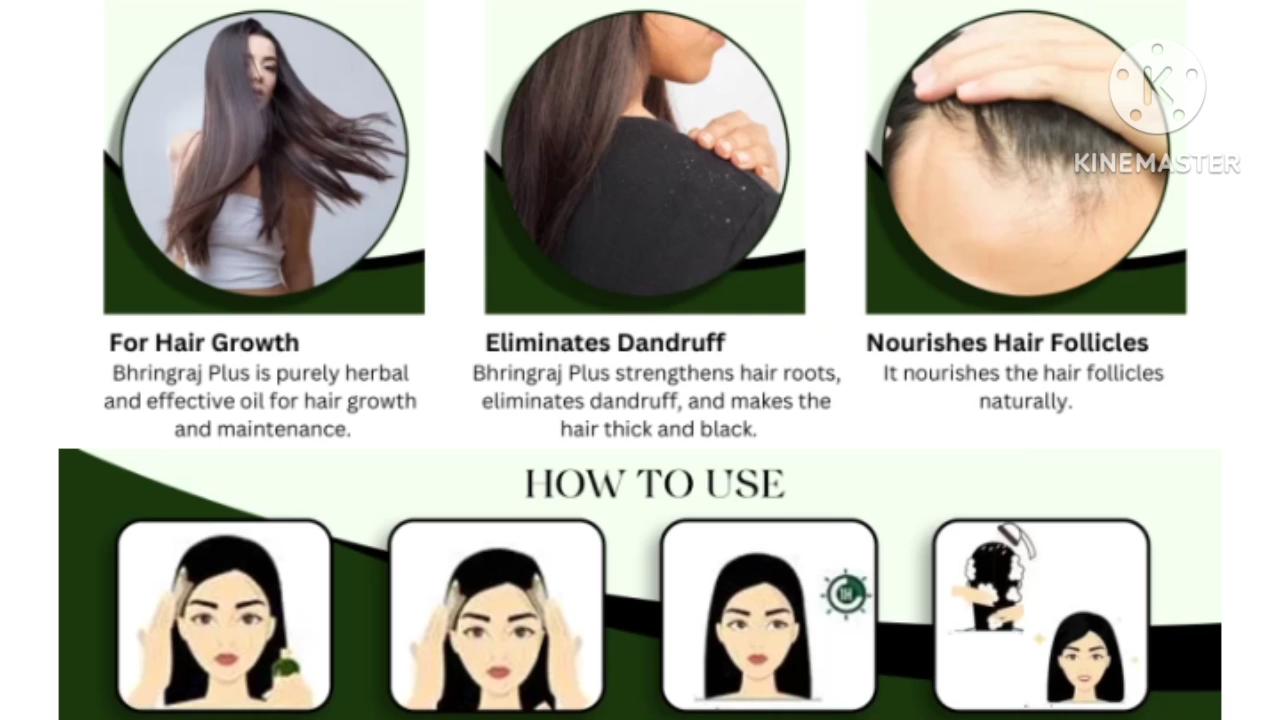 KINEMASTER
For Hair Growth
Bhringraj Plus is purely herbal
and effective oil for hair growth
and maintenance.
Eliminates Dandruff
Bhringraj Plus strengthens hair roots,
eliminates dandruff, and makes the
hair thick and black.
Nourishes Hair Follicles
It nourishes the hair follicles
naturally.
HOW TO USE
1H